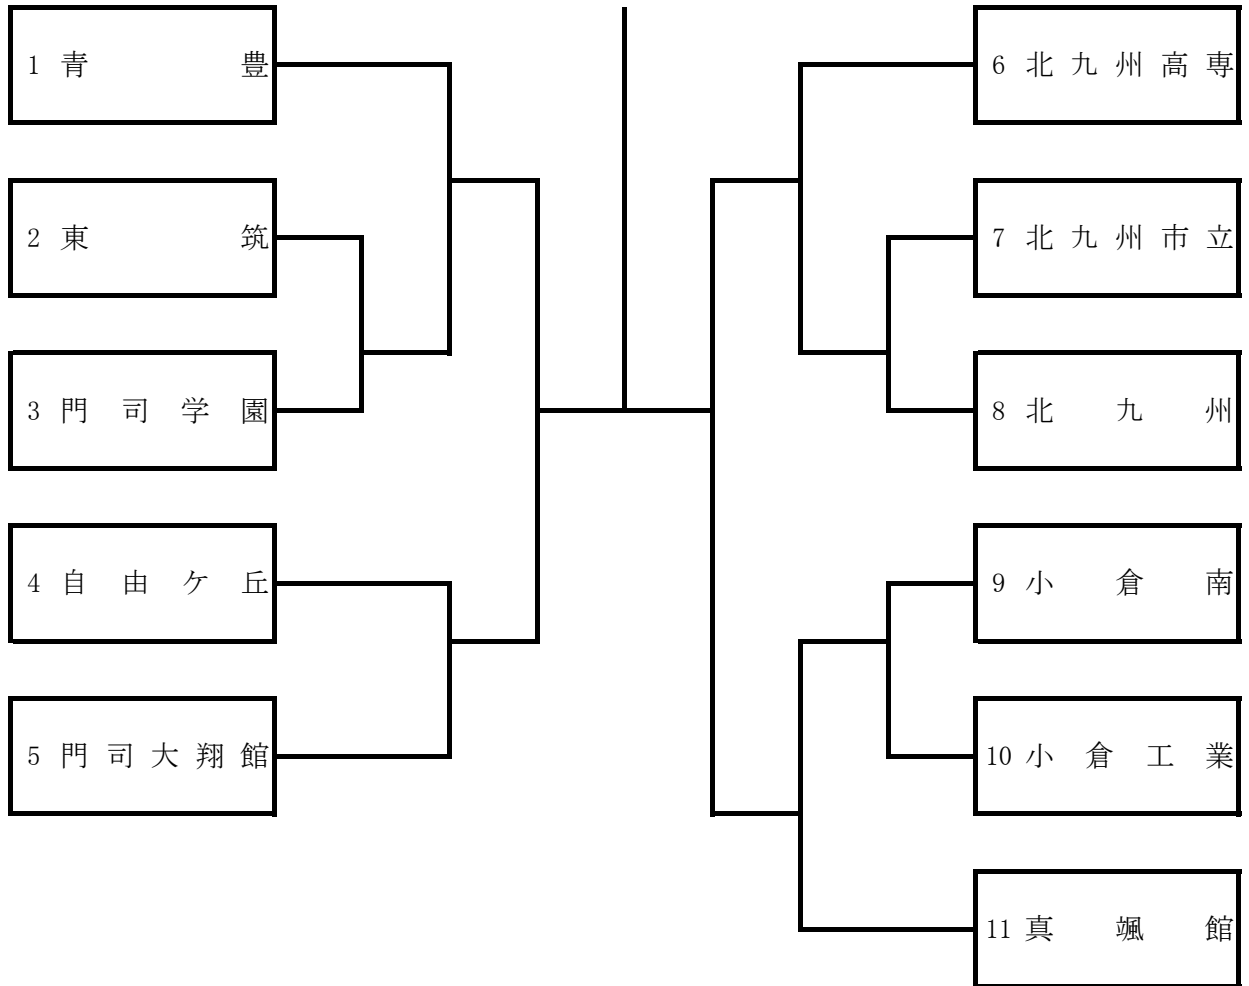 1 青豊
2 東筑
3 門司学園
4 自由ケ丘
5 門司大翔館
6 北九州高専
7 北九州市立
8 北九州
9 小倉南
10 小倉工業
11 真颯館